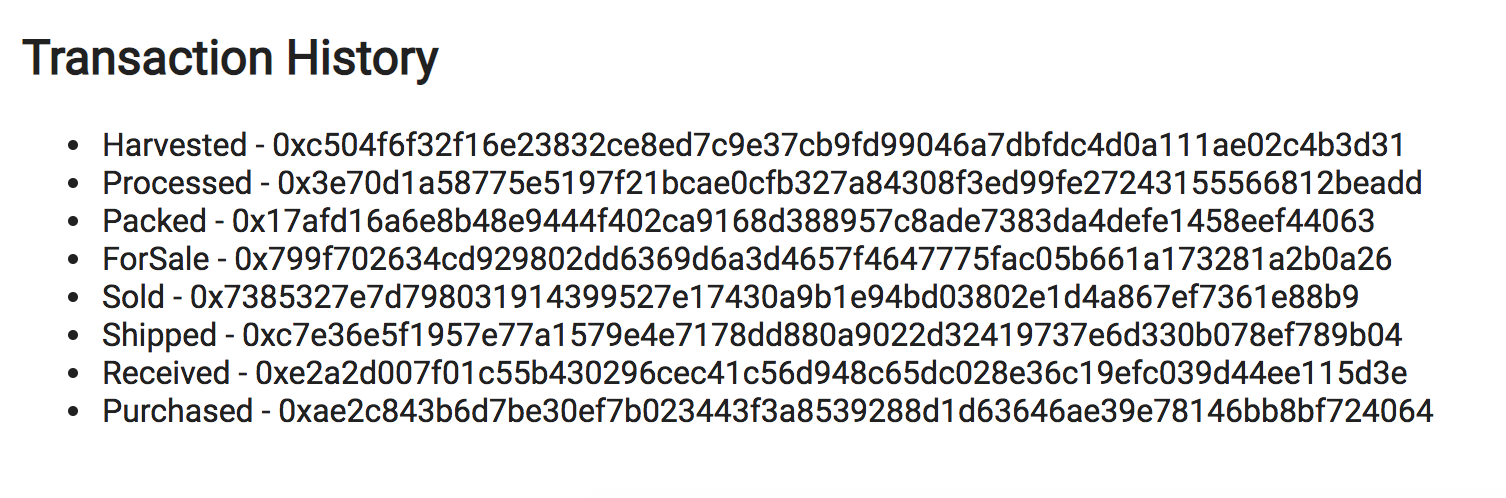 Transaction History
Harvested - 0xc504f6f32f16e23832ce8ed7c9e37cb9fd99046a7dbfdc4d0a111ae02c4b3d31
Processed - 0x3e70d1a58775e5197f21bcae0cfb327a84308f3ed99fe27243155566812beadd
Packed - 0x17afd16a6e8b48e9444f402ca9168d388957c8ade7383da4defe1458eef44063
ForSale - 0x799f702634cd929802dd6369d6a3d4657f4647775fac05b661a173281a2b0a26
Sold - 0x7385327e7d798031914399527e17430a9b1e94bd03802e1d4a867ef7361e88b9
Shipped - 0xc7e36e5f1957e77a1579e4e7178dd880a9022d32419737e6d330b078ef789b04
Received - 0xe2a2d007f01c55b430296cec41c56d948c65dc028e36c19efc039d44ee115d3e
Purchased - 0xae2c843b6d7be30ef7b023443f3a8539288d1d63646ae39e78146bb8bf724064